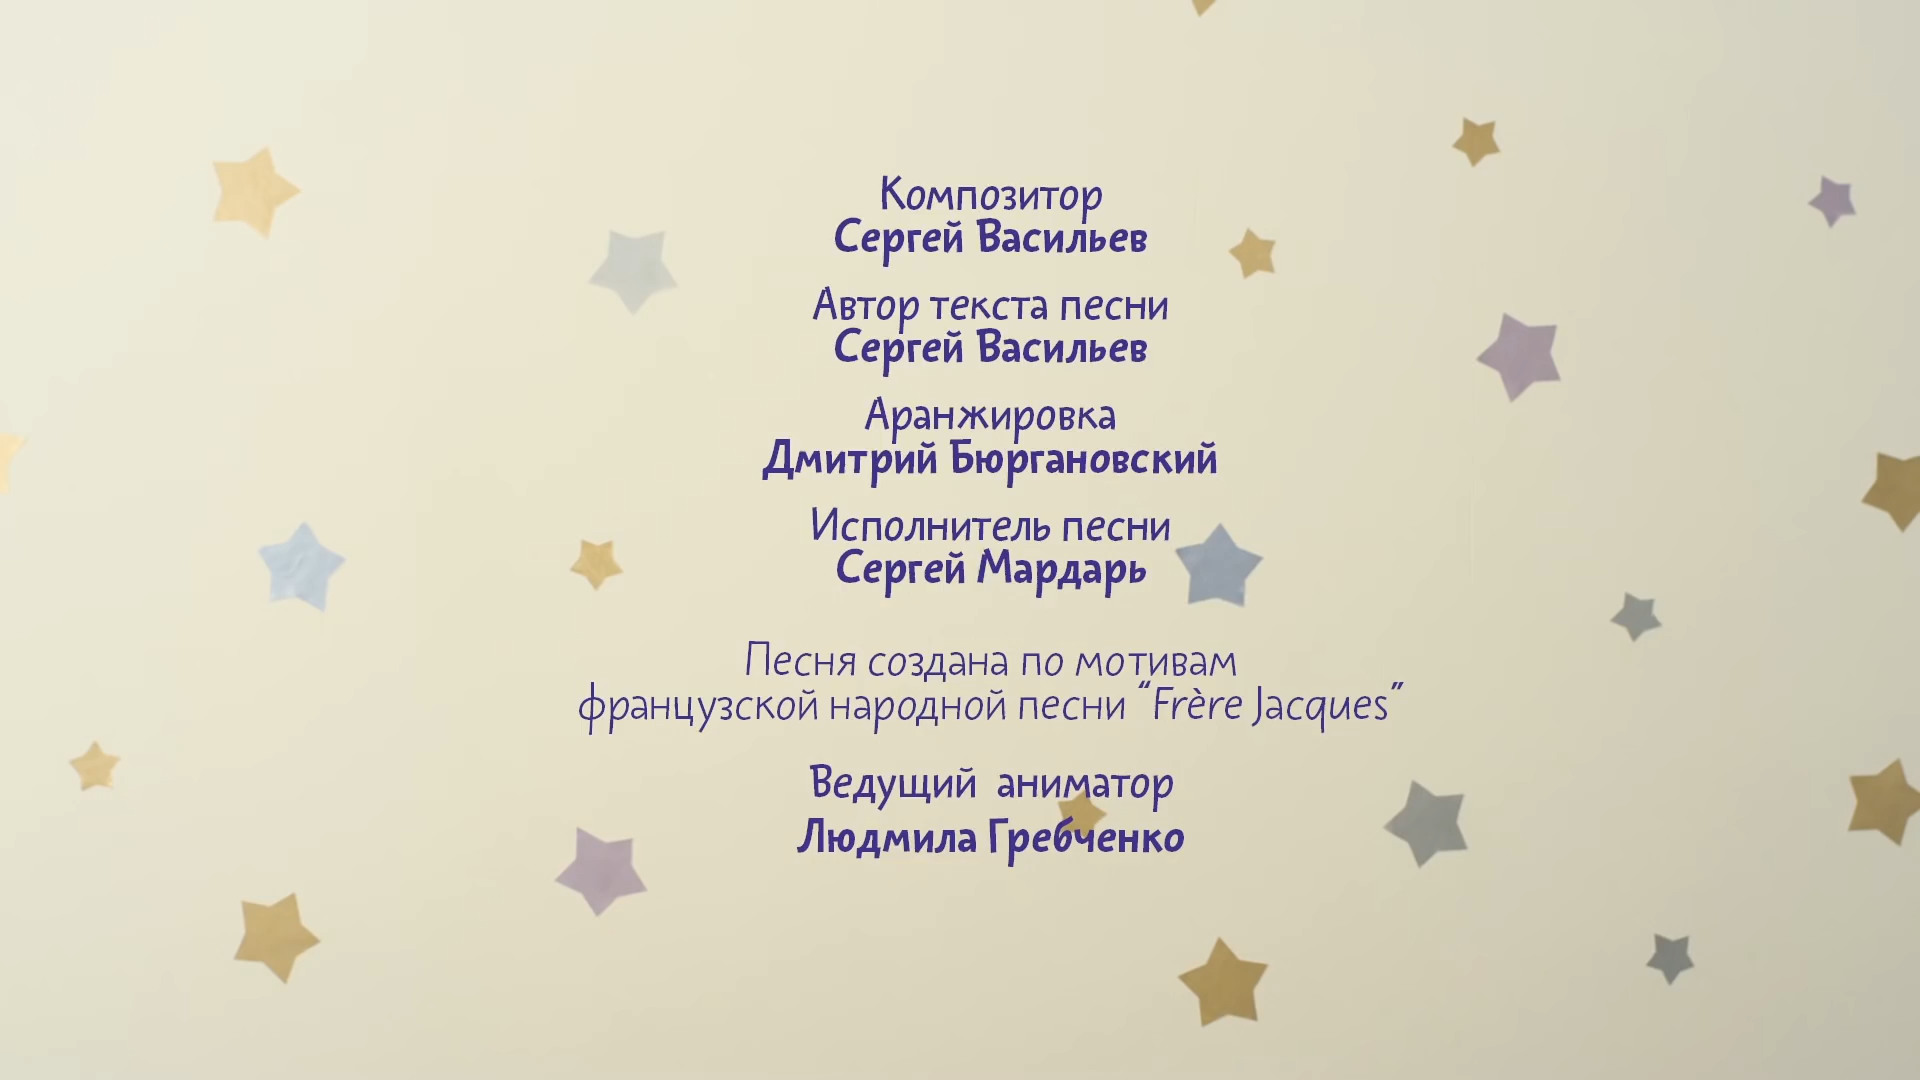 Композитор
Сергей Васильев
Автор текста песни
Сергей Васильев
Аранжировка
Дмитрий Бюргановский
Исполнитель песни
Сергей Мардарь
Песня создана по мотивам
французской народной песни “Frère Jacques”
Ведущий  аниматор
Людмила Гребченко